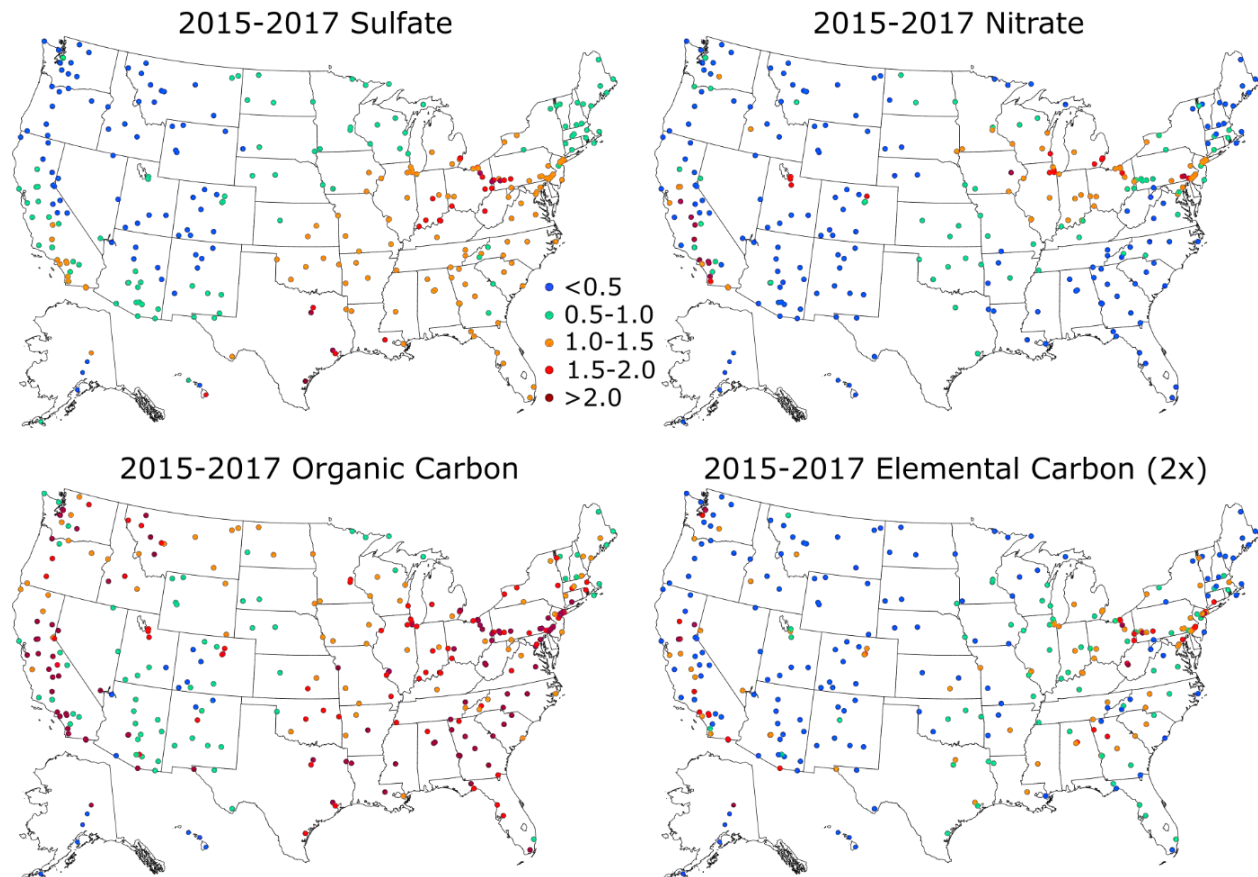 2015-2017 Sulfate
2015-2017 Nitrate
<0.5
0.5-1.0
1.0-1.5
1.5-2.0
>2.0
2015-2017 Organic Carbon
2015-2017 Elemental Carbon (2x)